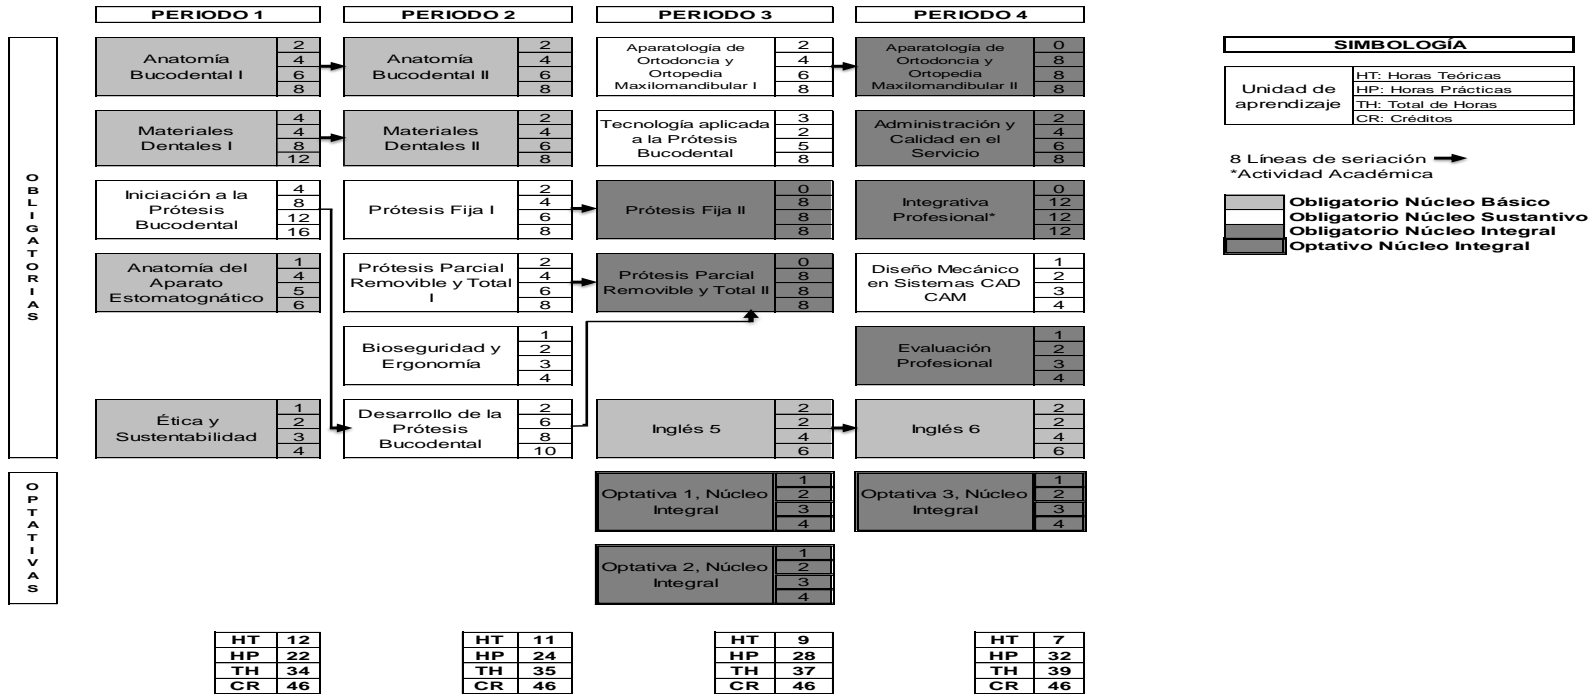 PERIODO 1
PERIODO 2
PERIODO 3
PERIODO 4
OBLIGATORIAS
Anatomía
Bucodental I
2
4
6
8
Anatomía
Bucodental II
2
4
6
8
Aparatología de
Ortodoncia y
Ortopedia
Maxilomandibular I
2
4
6
8
Aparatología de
Ortodoncia y
Ortopedia
Maxilomandibular II
0
8
8
8
Materiales
Dentales I
4
4
8
12
Materiales
Dentales II
2
4
6
8
Tecnología aplicada
a la Prótesis
Bucodental
3
2
5
8
Administración y
Calidad en el
Servicio
2
4
6
8
Iniciación a la
Prótesis
Bucodental
4
8
12
16
Prótesis Fija I
2
4
6
8
Prótesis Fija II
0
8
8
8
Integrativa
Profesional*
0
12
12
12
Anatomía del
Aparato
Estomatognático
1
4
5
6
Prótesis Parcial
Removible y Total
I
2
4
6
8
Prótesis Parcial
Removible y Total II
0
8
8
8
Diseño Mecánico
en Sistemas CAD
CAM
1
2
3
4
Bioseguridad y
Ergonomía
1
2
3
4
Evaluación
Profesional
1
2
3
4
Ética y
Sustentabilidad
1
2
3
4
Desarrollo de la
Prótesis
Bucodental
2
6
8
10
Inglés 5
2
2
4
6
Inglés 6
2
2
4
6
OPTATIVAS
Optativa 1, Núcleo
Integral
1
2
3
4
Optativa 3, Núcleo
Integral
1
2
3
4
Optativa 2, Núcleo
Integral
1
2
3
4
HT 12
HP 22
TH 34
CR 46
HT 11
HP 24
TH 35
CR 46
HT 9
HP 28
TH 37
CR 46
HT 7
HP 32
TH 39
CR 46
SIMBOLOGÍA
Unidad de
aprendizaje
HT: Horas Teóricas
HP: Horas Prácticas
TH: Total de Horas
CR: Créditos
8 Líneas de seriación
*Actividad Académica
Obligatorio Núcleo Básico
Obligatorio Núcleo Sustantivo
Obligatorio Núcleo Integral
Optativo Núcleo Integral